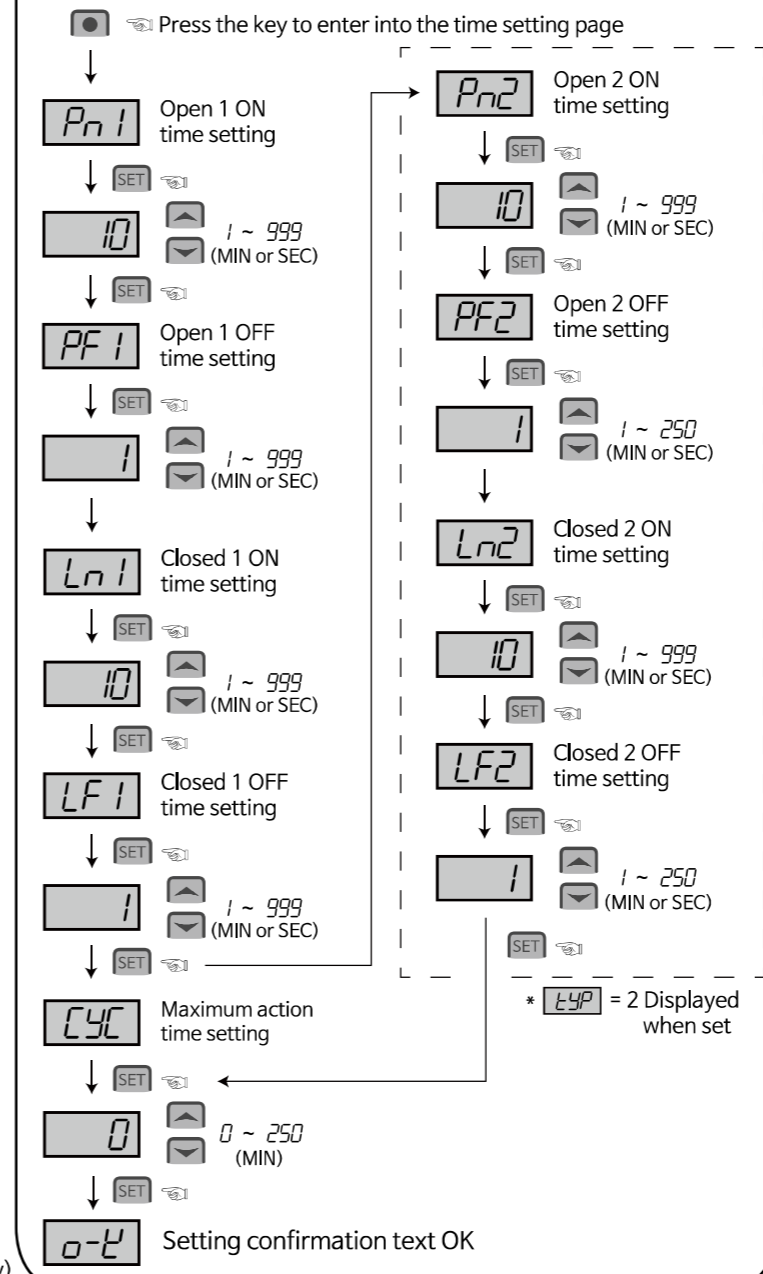 Press the key to enter into the time setting page
Pn1
Open 1 ON
time setting
SET
10
1 ~ 999
(MIN or SEC)
SET
PF1
Open 1 OFF
time setting
SET
1
1 ~ 999
(MIN or SEC)
Ln1
Closed 1 ON
time setting
SET
10
1 ~ 999
(MIN or SEC)
SET
LF1
Closed 1 OFF
time setting
SET
1
1 ~ 999
(MIN or SEC)
SET
CYC
Maximum action
time setting
SET
0
0 ~ 250
(MIN)
SET
o-k
Setting confirmation text OK
Pn2
Open 2 ON
time setting
SET
10
1 ~ 999
(MIN or SEC)
SET
PF2
Open 2 OFF
time setting
SET
1
1 ~ 250
(MIN or SEC)
Ln2
Closed 2 ON
time setting
SET
10
1 ~ 999
(MIN or SEC)
SET
LF2
Closed 2 OFF
time setting
SET
1
1 ~ 250
(MIN or SEC)
SET
* tYP = 2 Displayed
when set